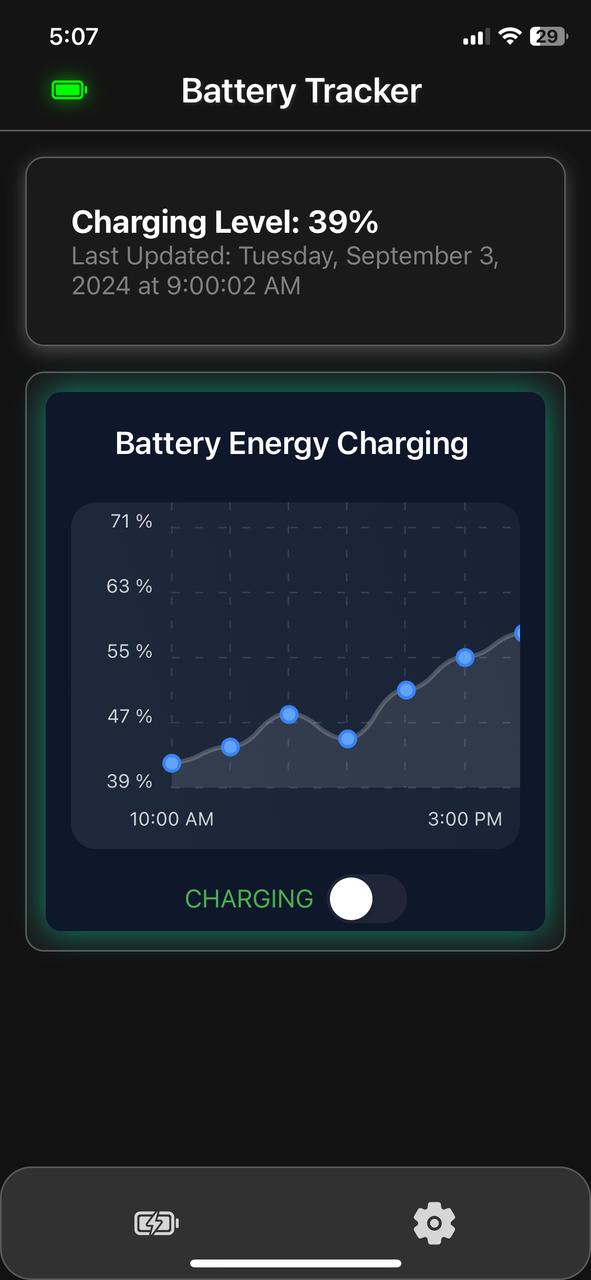 5:07
29
Battery Tracker
Charging Level: 39%
Last Updated: Tuesday, September 3,
2024 at 9:00:02 AM
Battery Energy Charging
71 %
63 %
55 %
47 %
39 %
10:00 AM
3:00 PM
CHARGING